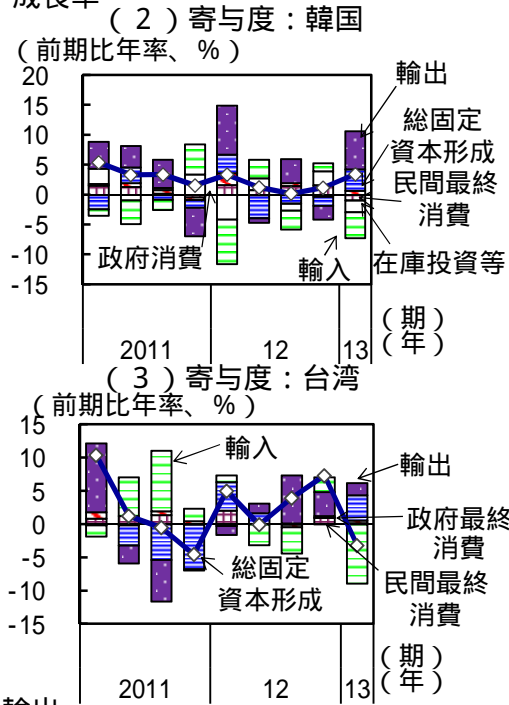 成長率
(2)寄与度:韓国
(前期比年率、%)
20
15
10
5
0
-5
-10
-15
輸出
総固定
資本形成
民間最終
消費
政府消費
輸入
在庫投資等
2011
12
13
(期)
(年)
(3)寄与度:台湾
(前期比年率、%)
15
10
5
0
-5
-10
-15
輸入
輸出
政府最終
消費
総固定
資本形成
民間最終
消費
2011
12
13
(期)
(年)
輸出